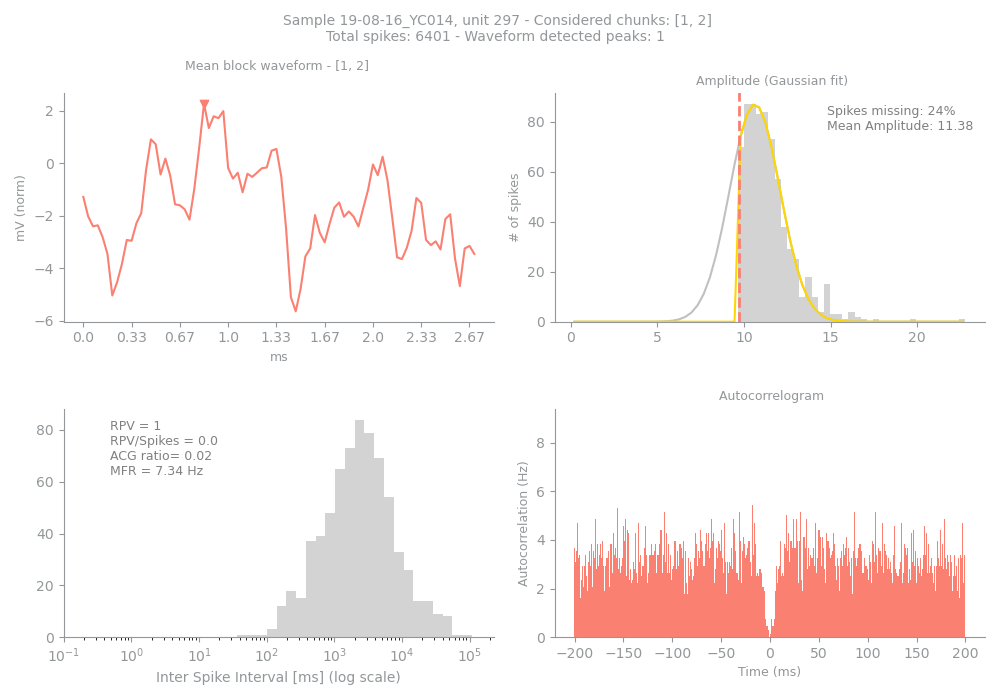 Sample 19-08-16_YC014, unit 297 - Considered chunks: [1, 2]
Total spikes: 6401 - Waveform detected peaks: 1
Mean block waveform - [1, 2]
mV (norm)
2
0
−2
−4
−6
0.0 0.33 0.67 1.0 1.33 1.67 2.0 2.33 2.67
ms
Amplitude (Gaussian fit)
Spikes missing: 24%
Mean Amplitude: 11.38
# of spikes
80
60
40
20
0
0 5 10 15 20
RPV = 1
RPV/Spikes = 0.0
ACG ratio= 0.02
MFR = 7.34 Hz
80
60
40
20
0
10⁻¹ 10⁰ 10¹ 10² 10³ 10⁴ 10⁵
Inter Spike Interval [ms] (log scale)
Autocorrelogram
Autocorrelation (Hz)
8
6
4
2
0
−200 −150 −100 −50 0 50 100 150 200
Time (ms)